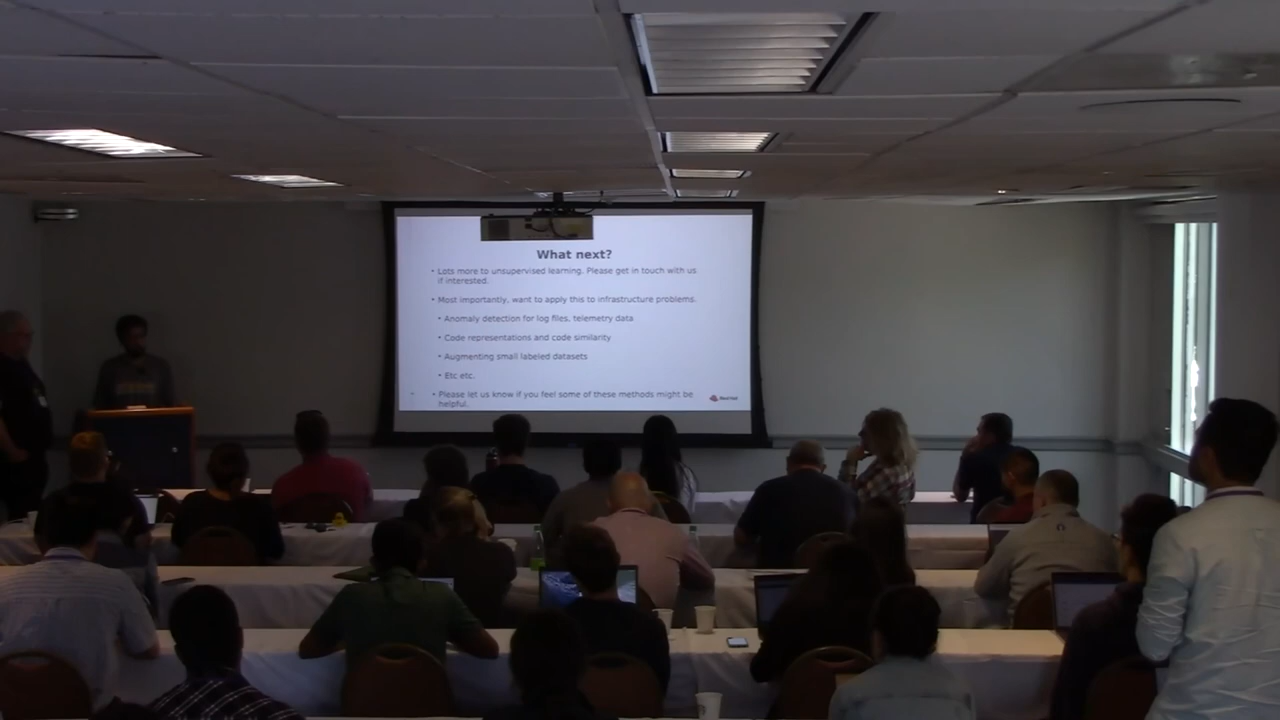 What next?
• Lots more to unsupervised learning. Please get in touch with us
if interested.
• Most importantly, want to apply this to infrastructure problems.
• Anomaly detection for log files, telemetry data
• Code representations and code similarity
• Augmenting small labeled datasets
• Etc etc.
• Please let us know if you feel some of these methods might be
helpful.
Red Hat